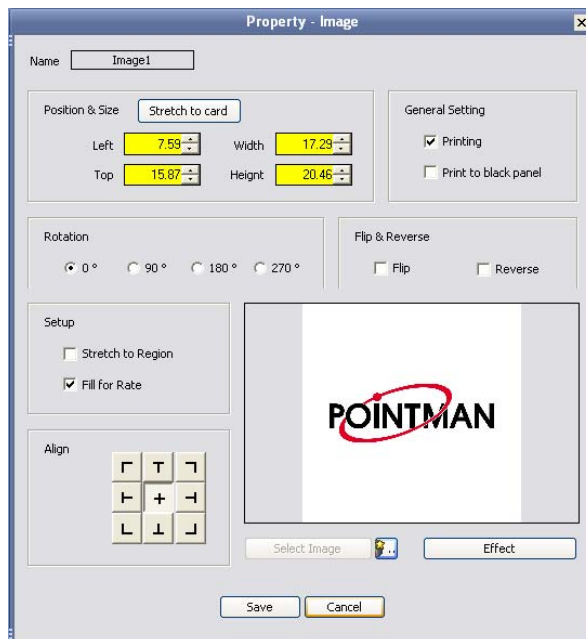 Property - Image
Name Image1
Position & Size Stretch to card
Left 7.59 Width 17.29
Top 15.87 Heignt 20.46
General Setting
Printing
Print to black panel
Rotation
0 ° 90 ° 180 ° 270 °
Flip & Reverse
Flip Reverse
Setup
Stretch to Region
Fill for Rate
POINTMAN
Align
Select Image .. Effect
Save Cancel